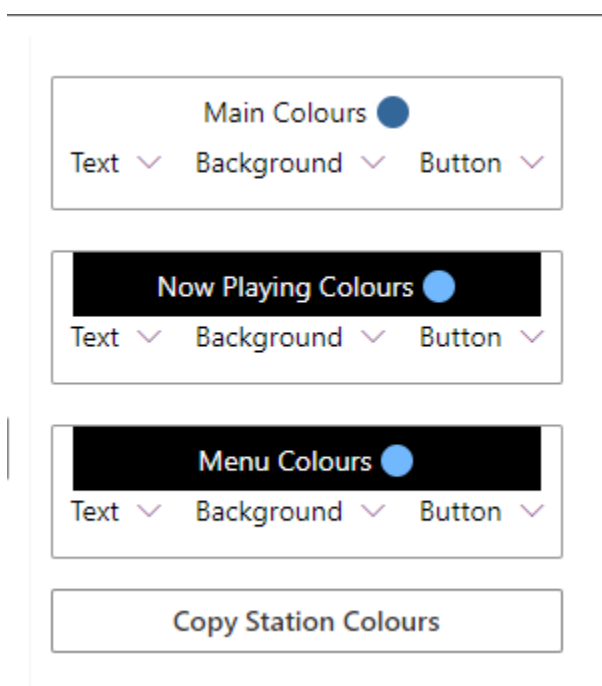 Main Colours
Text Background Button
Now Playing Colours
Text Background Button
Menu Colours
Text Background Button
Copy Station Colours